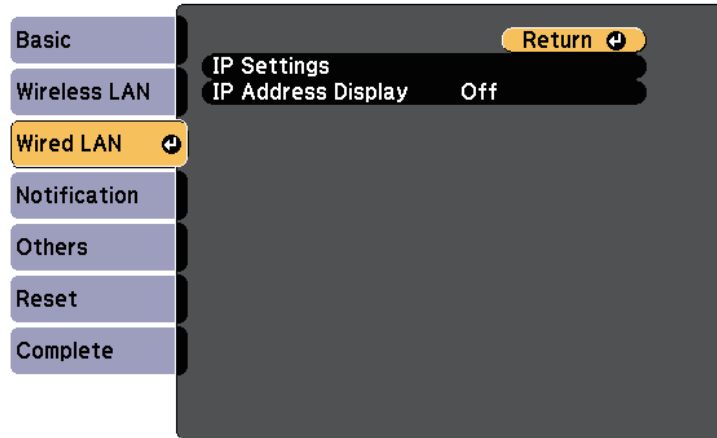 Basic
Wireless LAN
Wired LAN
Notification
Others
Reset
Complete
Return
IP Settings
IP Address Display Off